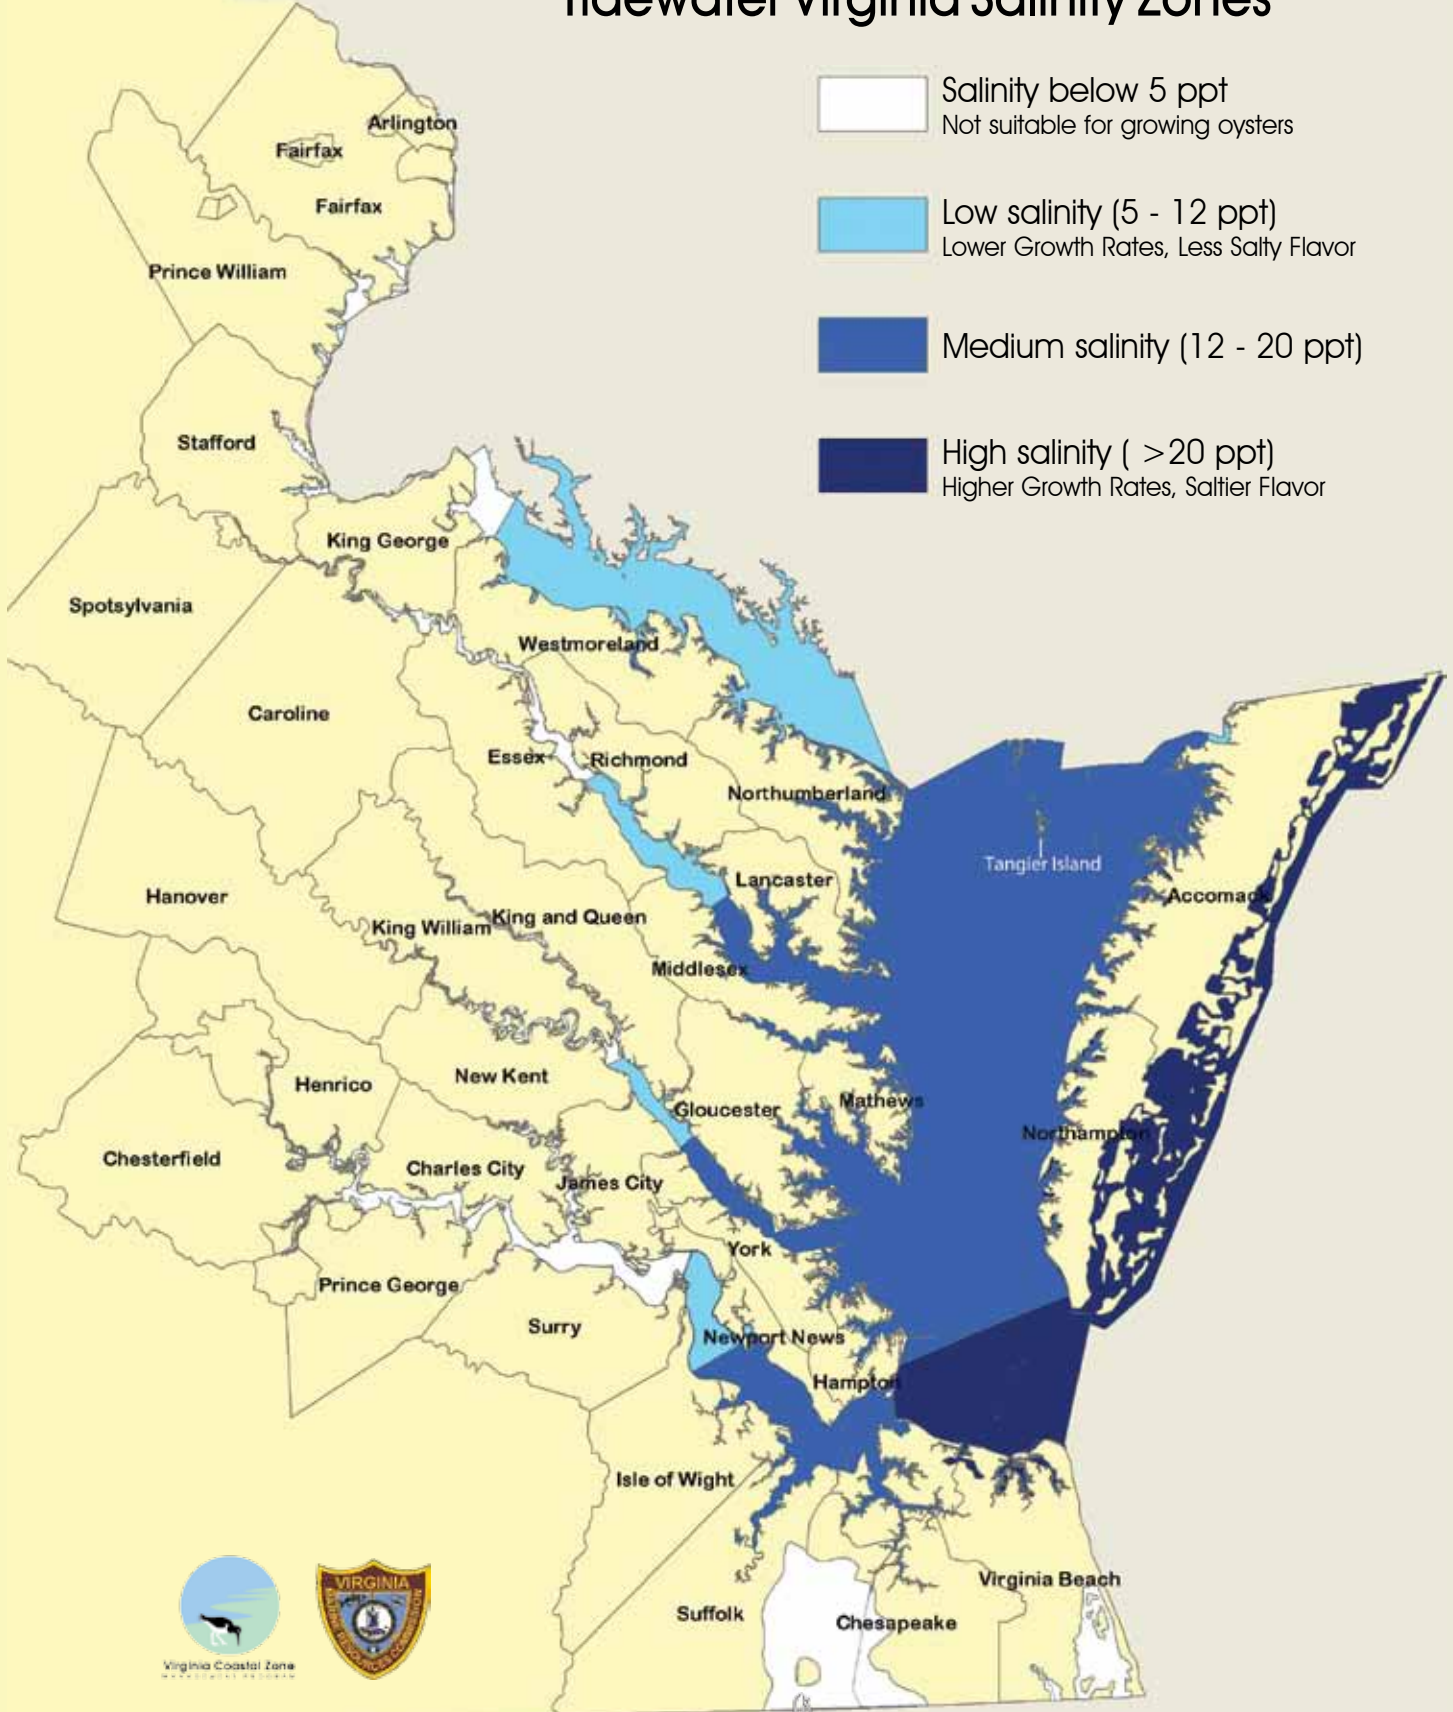 Tidewater Virginia Salinity Zones
Salinity below 5 ppt
Not suitable for growing oysters
Low salinity (5 - 12 ppt)
Lower Growth Rates, Less Salty Flavor
Medium salinity (12 - 20 ppt)
High salinity ( >20 ppt)
Higher Growth Rates, Saltier Flavor
Arlington
Fairfax
Fairfax
Prince William
Stafford
King George
Spotsylvania
Westmoreland
Caroline
Essex
Richmond
Northumberland
Tangier Island
Lancaster
Accomack
Hanover
King William
King and Queen
Middlesex
New Kent
Henrico
Gloucester
Mathews
Northampton
Chesterfield
Charles City
James City
York
Prince George
Surry
Newport News
Hampton
Isle of Wight
Virginia Beach
Suffolk
Chesapeake
Virginia Coastal Zone
VIRGINIA
MARINE RESOURCES COMMISSION